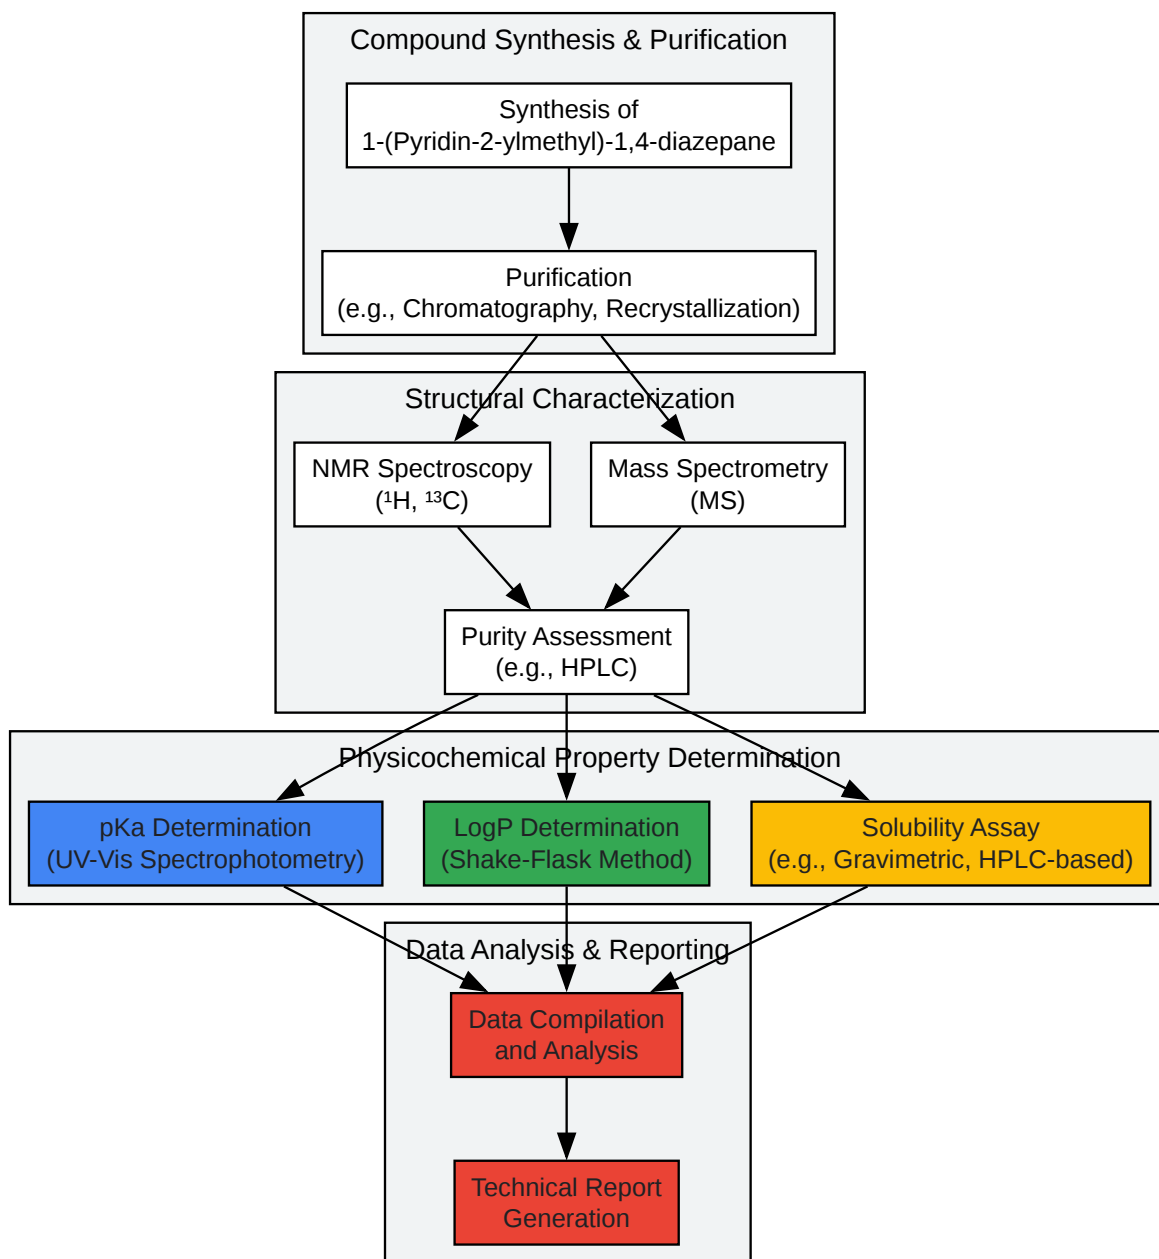 Compound Synthesis & Purification
Synthesis of
1-(Pyridin-2-ylmethyl)-1,4-diazepane
Purification
(e.g., Chromatography, Recrystallization)
Structural Characterization
NMR Spectroscopy
(¹H, ¹³C)
Mass Spectrometry
(MS)
Purity Assessment
(e.g., HPLC)
Physicochemical Property Determination
pKa Determination
(UV-Vis Spectrophotometry)
LogP Determination
(Shake-Flask Method)
Solubility Assay
(e.g., Gravimetric, HPLC-based)
Data Analysis & Reporting
Data Compilation
and Analysis
Technical Report
Generation